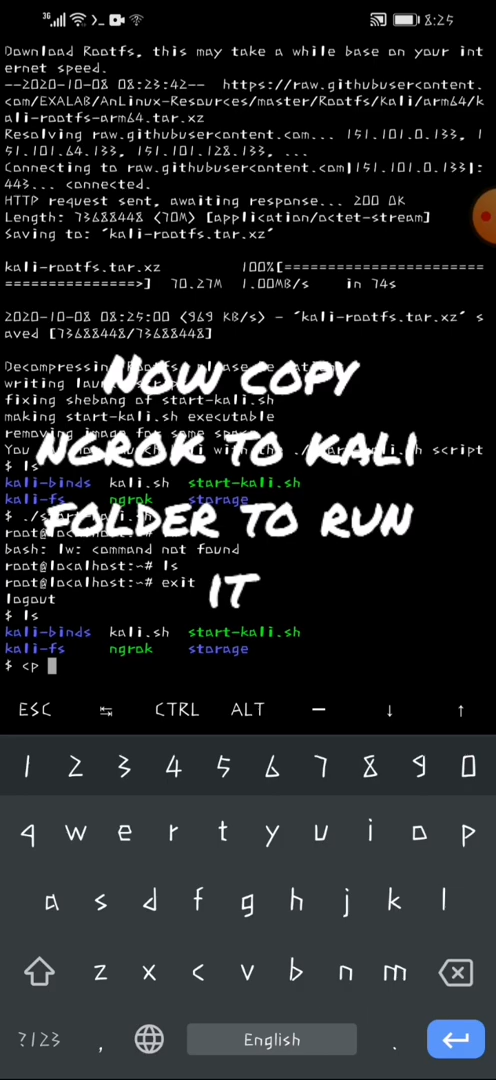 3G 8:25
Download Rootfs, this may take a while base on your int
ernet speed.
--2020-10-08 08:23:42-- https://raw.githubusercontent.
com/EXALAB/AnLinux-Resources/master/Rootfs/Kali/arm64/k
ali-rootfs-arm64.tar.xz
Resolving raw.githubusercontent.com... 151.101.0.133, 1
51.101.64.133, 151.101.128.133, ...
Connecting to raw.githubusercontent.com|151.101.0.133|:
443... connected.
HTTP request sent, awaiting response... 200 OK
Length: 73688448 (70M) [application/octet-stream]
Saving to: ‘kali-rootfs.tar.xz’
kali-rootfs.tar.xz 100%[========================
=================>] 70.27M 1.00MB/s in 74s
2020-10-08 08:25:00 (969 KB/s) - ‘kali-rootfs.tar.xz’ s
aved [73688448/73688448]
Decompressing
writing
fixing shebang of start-kali.sh
making start-kali.sh executable
removing image for some
You script
$ ls
kali-binds kali.sh start-kali.sh
kali-fs ngrok storage
Now copy
ngrok to kali
folder to run
it
bash: lw: command not found
root@localhost:~# ls
root@localhost:~# exit
logout
$ ls
kali-binds kali.sh start-kali.sh
kali-fs ngrok storage
$ cp
ESC CTRL ALT — ↓ ↑
1 2 3 4 5 6 7 8 9 0
q w e r t y u i o p
a s d f g h j k l
z x c v b n m
?123 , English .